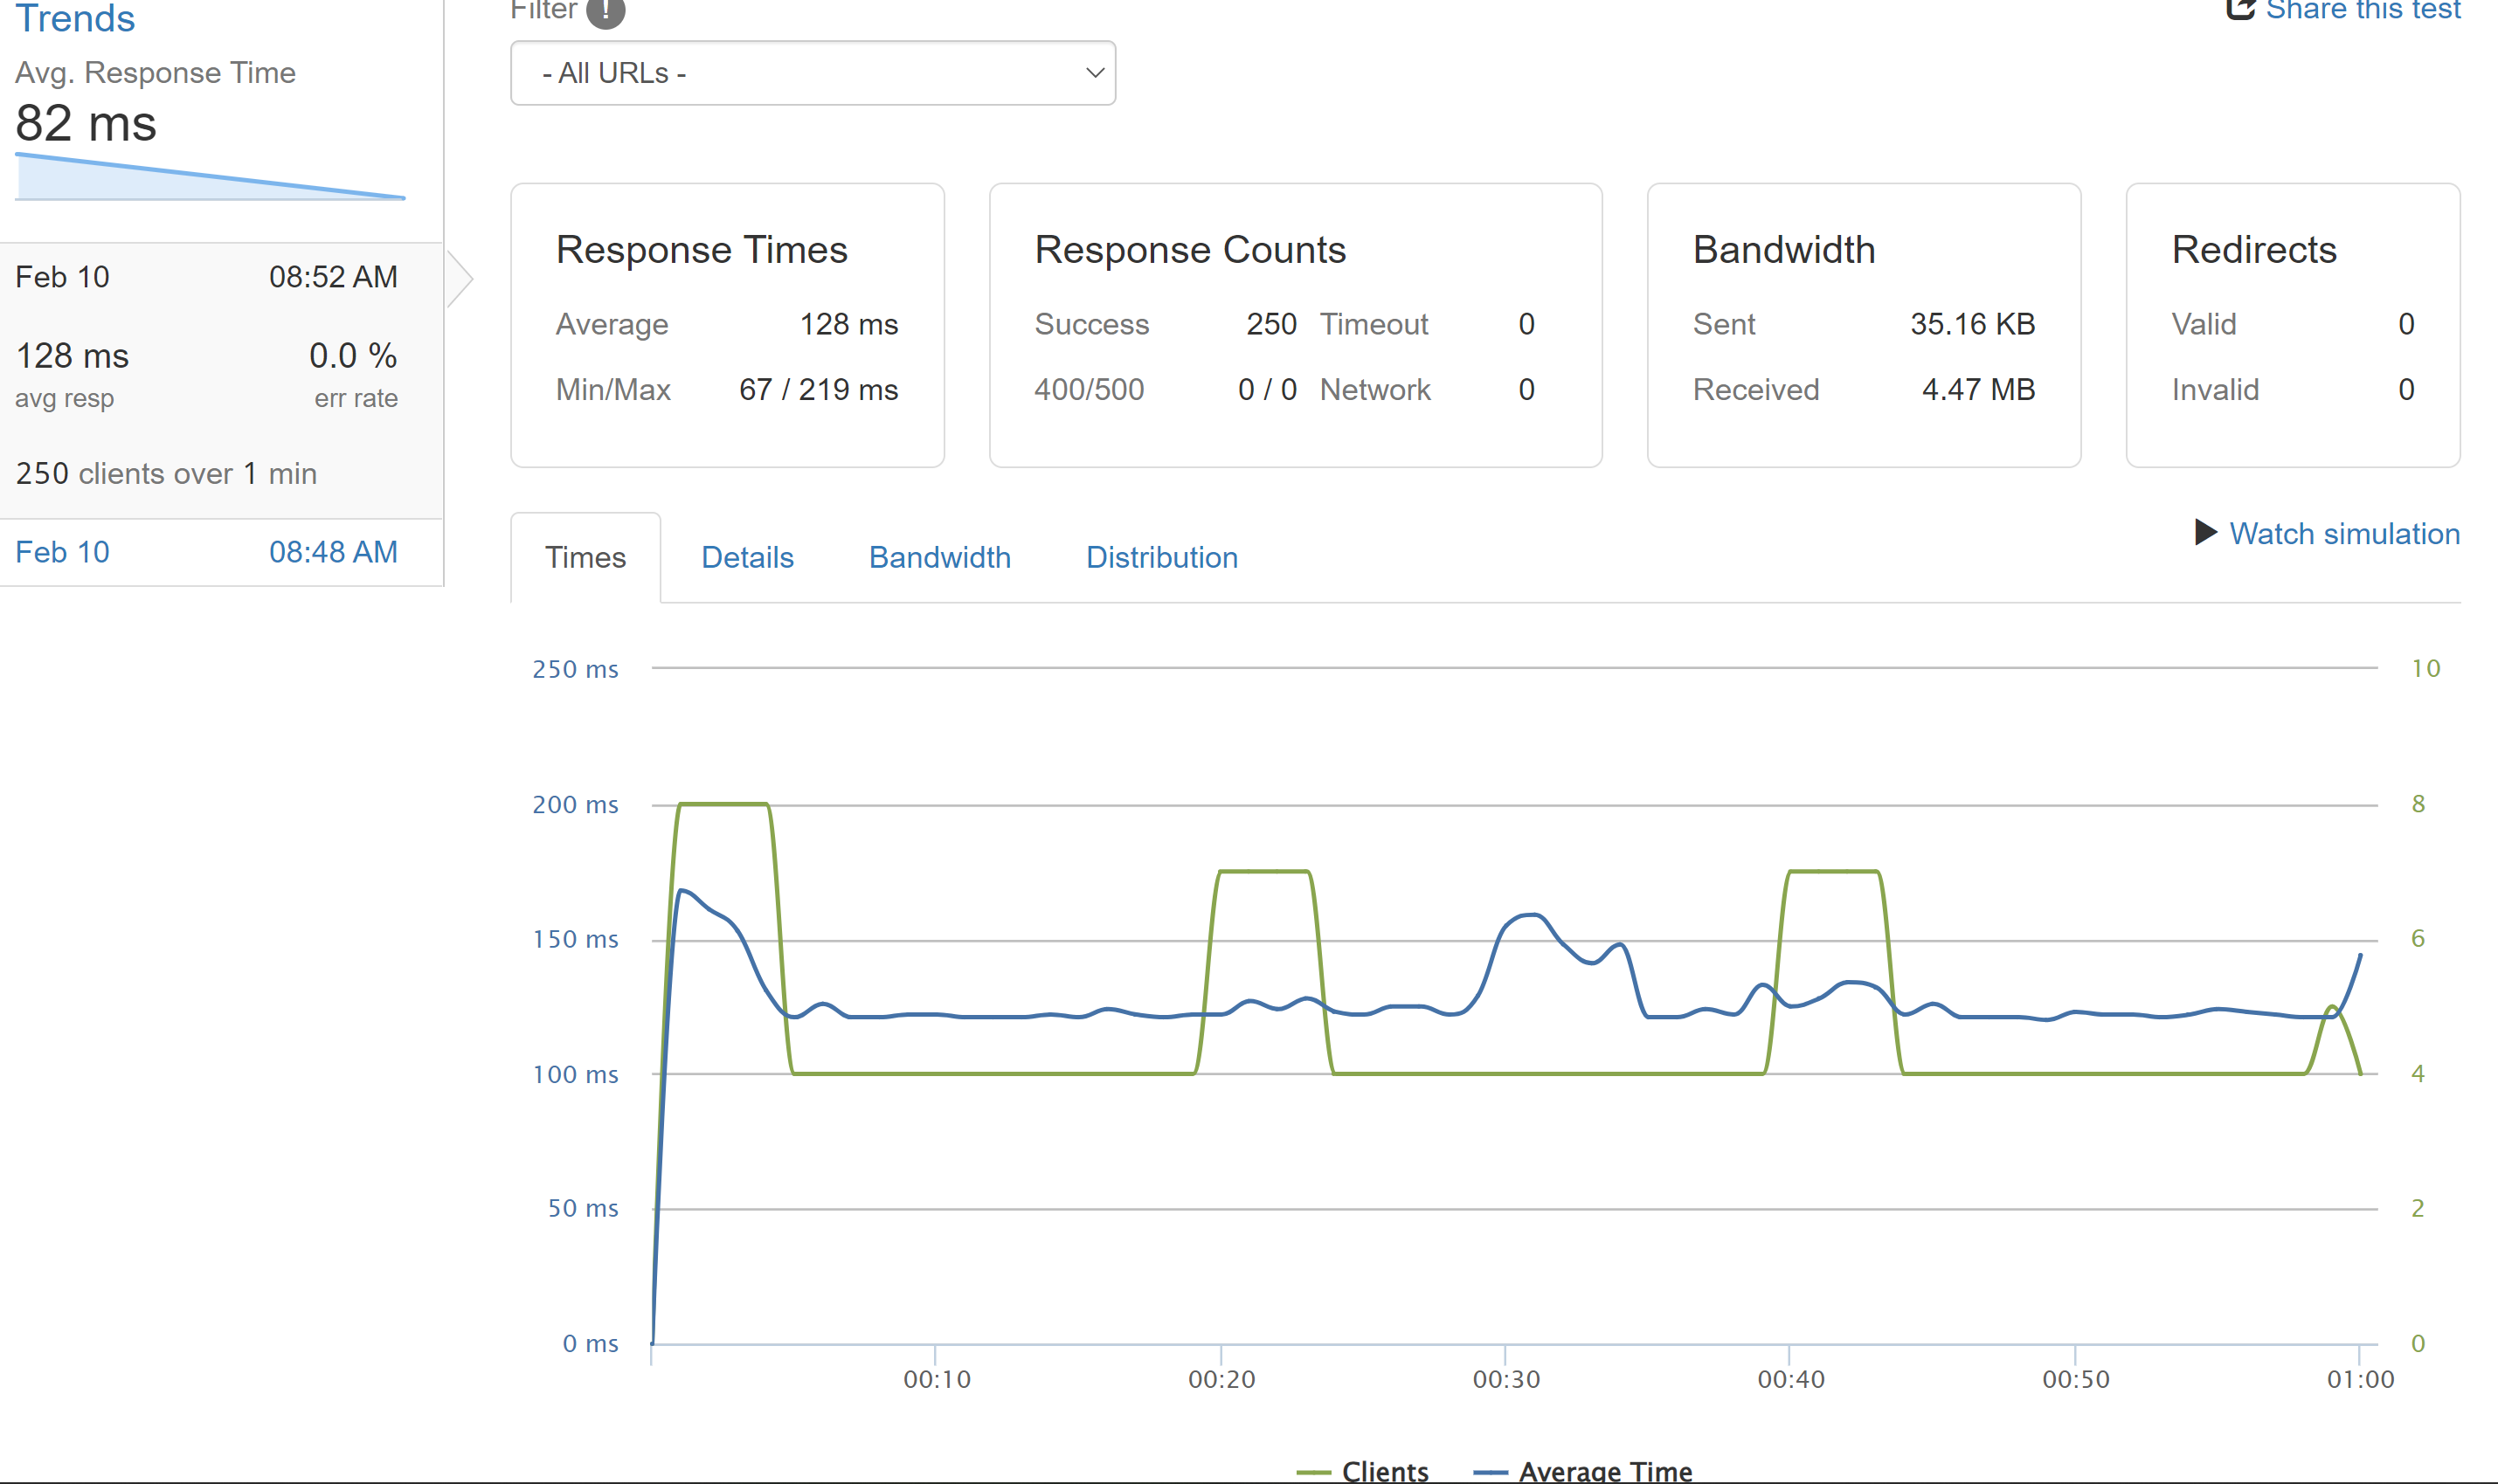 Trends
Avg. Response Time
82 ms
Feb 10 08:52 AM
128 ms 0.0 %
avg resp err rate
250 clients over 1 min
Feb 10 08:48 AM
Filter !
Share this test
- All URLs -
Response Times
Average 128 ms
Min/Max 67 / 219 ms
Response Counts
Success 250 Timeout 0
400/500 0 / 0 Network 0
Bandwidth
Sent 35.16 KB
Received 4.47 MB
Redirects
Valid 0
Invalid 0
Times Details Bandwidth Distribution
Watch simulation
250 ms 10
200 ms 8
150 ms 6
100 ms 4
50 ms 2
0 ms 0
00:10 00:20 00:30 00:40 00:50 01:00
Clients Average Time